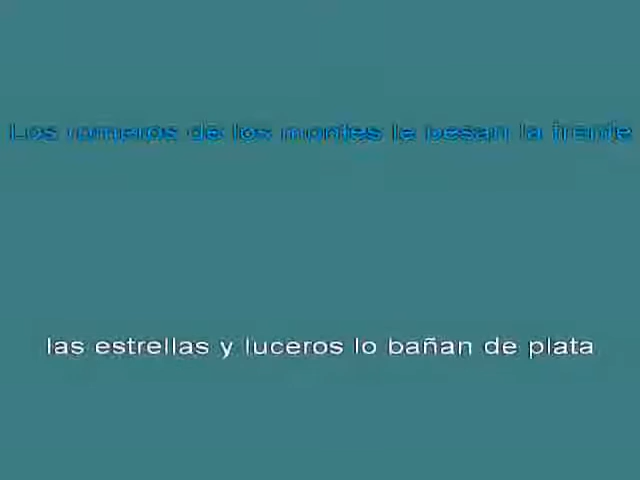 Los romeros de los montes le besan la frente
las estrellas y luceros lo bañan de plata